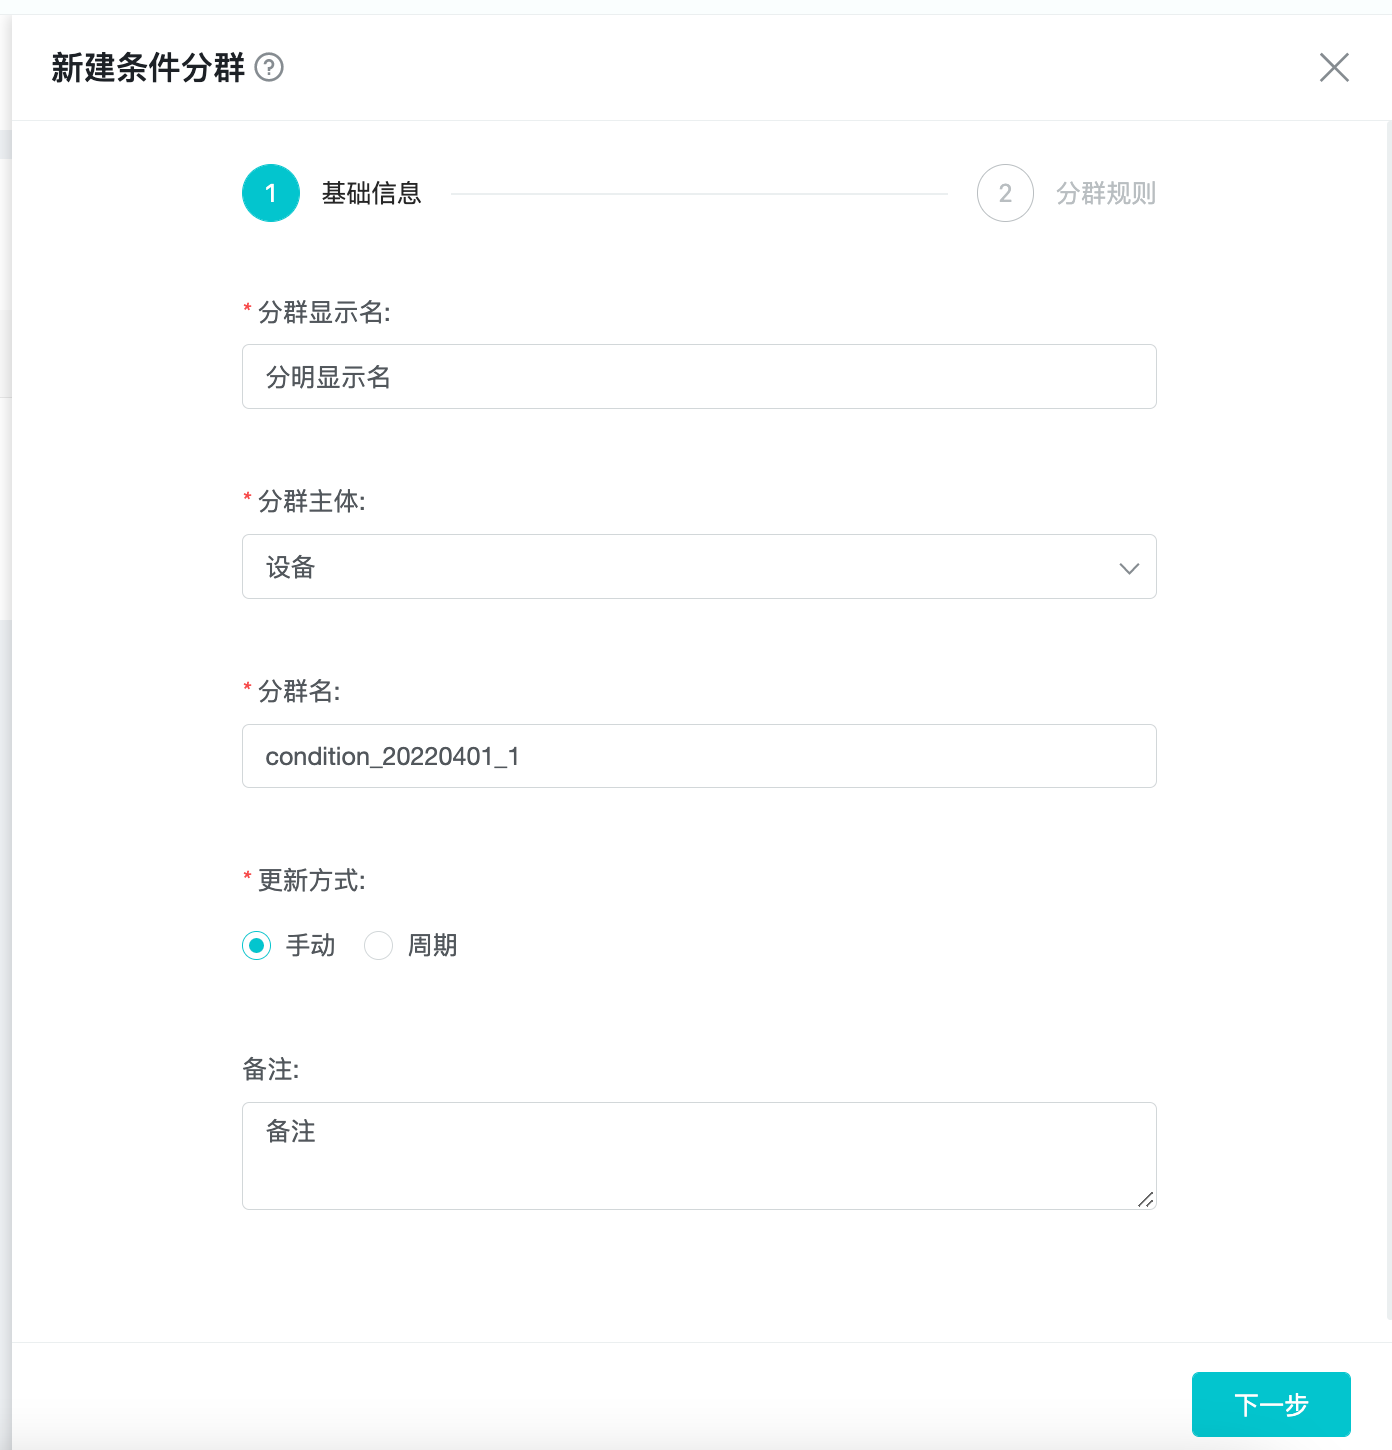 新建条件分群 ?
1 基础信息 2 分群规则
* 分群显示名:
分明显示名
* 分群主体:
设备
* 分群名:
condition_20220401_1
* 更新方式:
手动 周期
备注:
备注
下一步